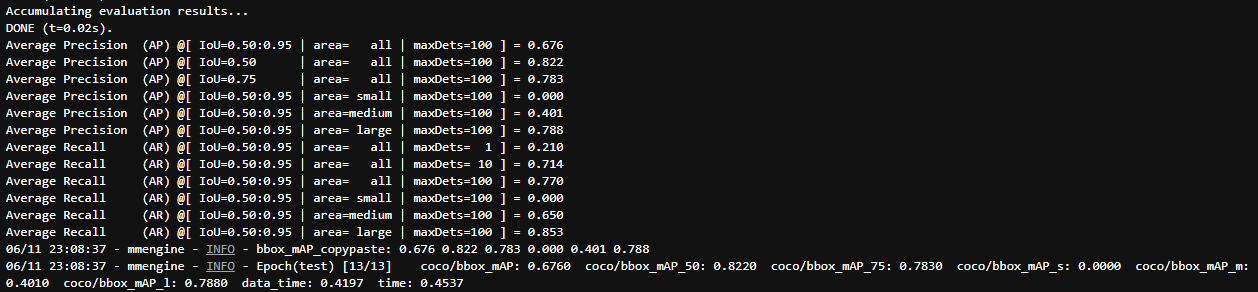 Accumulating evaluation results...
DONE (t=0.02s).
Average Precision  (AP) @[ IoU=0.50:0.95 | area=   all | maxDets=100 ] = 0.676
Average Precision  (AP) @[ IoU=0.50      | area=   all | maxDets=100 ] = 0.822
Average Precision  (AP) @[ IoU=0.75      | area=   all | maxDets=100 ] = 0.783
Average Precision  (AP) @[ IoU=0.50:0.95 | area= small | maxDets=100 ] = 0.000
Average Precision  (AP) @[ IoU=0.50:0.95 | area=medium | maxDets=100 ] = 0.401
Average Precision  (AP) @[ IoU=0.50:0.95 | area= large | maxDets=100 ] = 0.788
Average Recall     (AR) @[ IoU=0.50:0.95 | area=   all | maxDets=  1 ] = 0.210
Average Recall     (AR) @[ IoU=0.50:0.95 | area=   all | maxDets= 10 ] = 0.714
Average Recall     (AR) @[ IoU=0.50:0.95 | area=   all | maxDets=100 ] = 0.770
Average Recall     (AR) @[ IoU=0.50:0.95 | area= small | maxDets=100 ] = 0.000
Average Recall     (AR) @[ IoU=0.50:0.95 | area=medium | maxDets=100 ] = 0.650
Average Recall     (AR) @[ IoU=0.50:0.95 | area= large | maxDets=100 ] = 0.853
06/11 23:08:37 - mmengine - INFO - bbox_mAP_copypaste: 0.676 0.822 0.783 0.000 0.401 0.788
06/11 23:08:37 - mmengine - INFO - Epoch(test) [13/13]    coco/bbox_mAP: 0.6760  coco/bbox_mAP_50: 0.8220  coco/bbox_mAP_75: 0.7830  coco/bbox_mAP_s: 0.0000  coco/bbox_mAP_m:
0.4010  coco/bbox_mAP_l: 0.7880  data_time: 0.4197  time: 0.4537